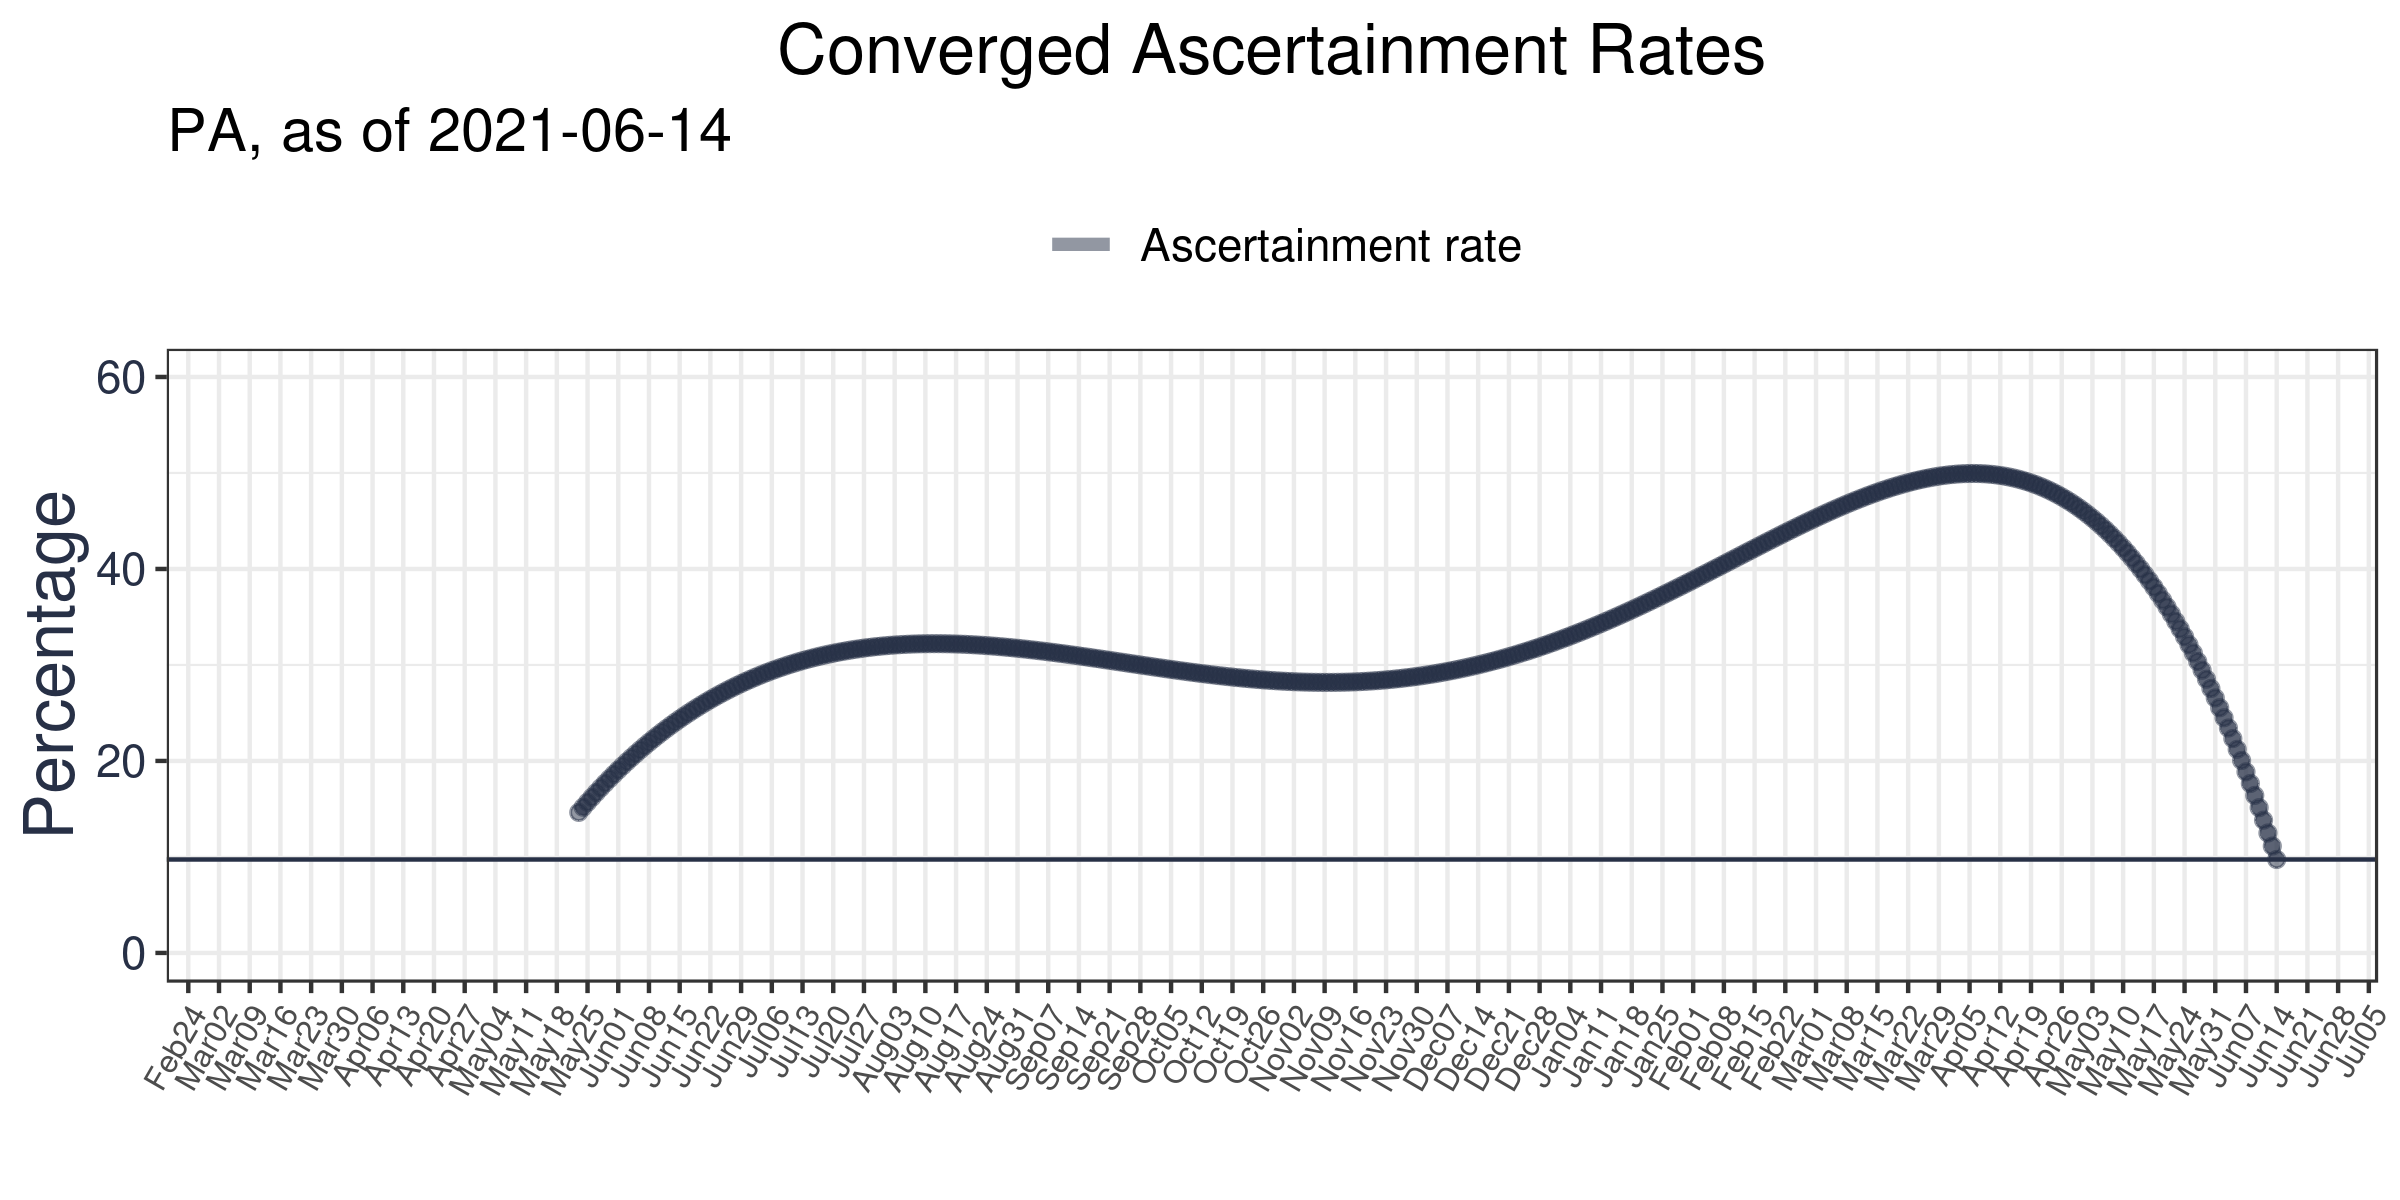 Converged Ascertainment Rates
PA, as of 2021-06-14
Ascertainment rate
Percentage
60
40
20
0
Feb24
Mar02
Mar09
Mar16
Mar23
Mar30
Apr06
Apr13
Apr20
Apr27
May04
May11
May18
May25
Jun01
Jun08
Jun15
Jun22
Jun29
Jul06
Jul13
Jul20
Jul27
Aug03
Aug10
Aug17
Aug24
Aug31
Sep07
Sep14
Sep21
Sep28
Oct05
Oct12
Oct19
Oct26
Nov02
Nov09
Nov16
Nov23
Nov30
Dec07
Dec14
Dec21
Dec28
Jan04
Jan11
Jan18
Jan25
Feb01
Feb08
Feb15
Feb22
Mar01
Mar08
Mar15
Mar22
Mar29
Apr05
Apr12
Apr19
Apr26
May03
May10
May17
May24
May31
Jun07
Jun14
Jun21
Jun28
Jul05